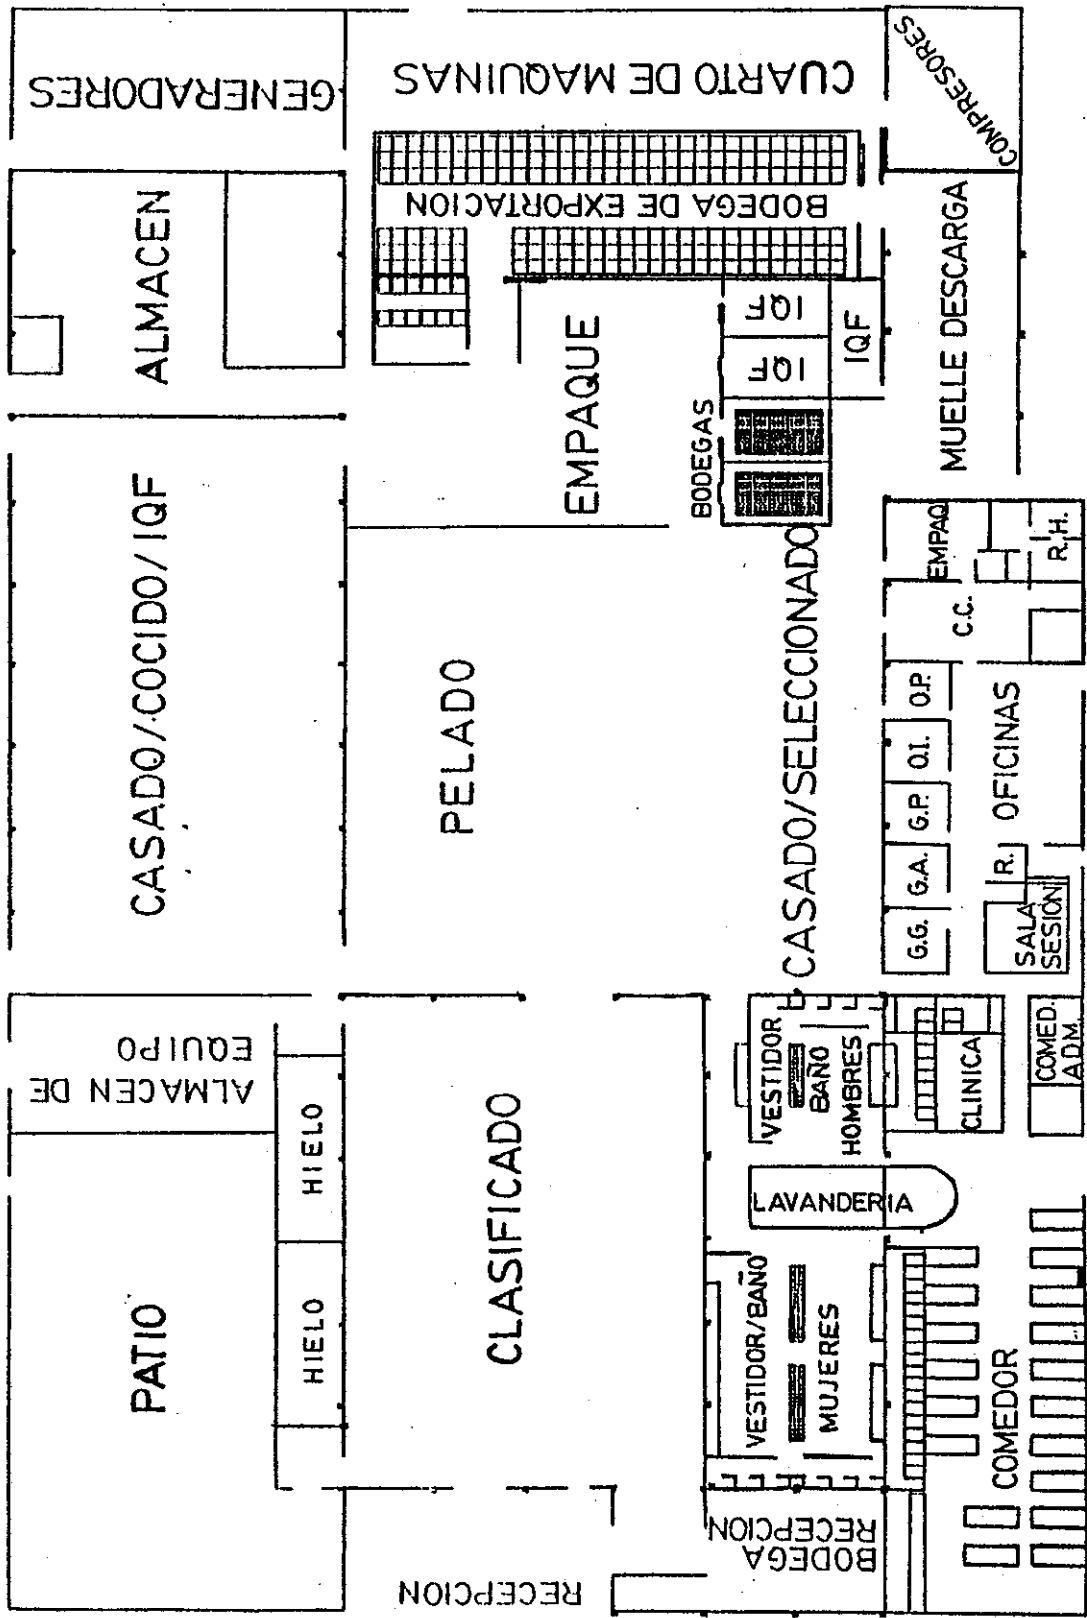 GENERADORES
CUARTO DE MAQUINAS
COMPRESORES
ALMACEN
BODEGA DE EXPORTACION
MUELLE DESCARGA
IQF
IQF
IQF
EMPAQUE
BODEGAS
CASADO/COCIDO/IQF
PELADO
CASADO/SELECCIONADO
EMPAQ
R.H.
C.C.
O.P.
O.I.
G.P.
G.A.
G.G.
OFICINAS
R.
SALA
SESION
ALMACEN DE
EQUIPO
HIELO
HIELO
PATIO
CLASIFICADO
VESTIDOR
BAÑO
HOMBRES
CLINICA
COMED.
ADM.
LAVANDERIA
VESTIDOR/BAÑO
MUJERES
COMEDOR
BODEGA
RECEPCION
RECEPCION